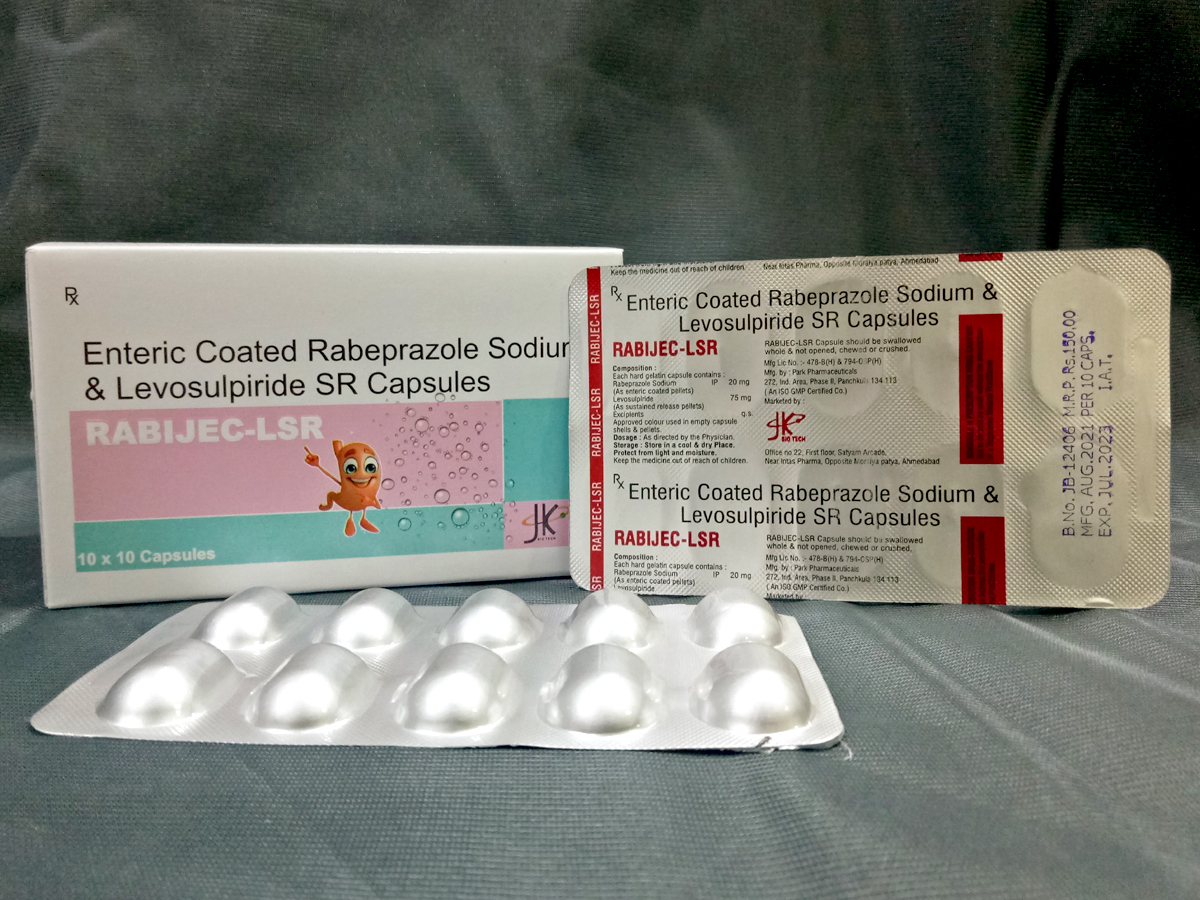 Rx
Enteric Coated Rabeprazole Sodiur
& Levosulpiride SR Capsules
RABIJEC-LSR
10 x 10 Capsules
JK
BIO TECH
RABIJEC-LSR
RABIJEC-LSR
RABIJEC-LSR
SR
Keep the medicine out of reach of children.
Near Intas Pharma, Opposite Moraiya patya, Ahmedabad
Rx Enteric Coated Rabeprazole Sodium &
Levosulpiride SR Capsules
RABIJEC-LSR
Composition :
Each hard gelatin capsule contains :
Rabeprazole Sodium IP 20 mg
(As enteric coated pellets)
Levosulpiride 75 mg
(As sustained release pellets)
Excipients q.s.
Approved colour used in empty capsule
shells & pellets.
Dosage : As directed by the Physician.
Storage : Store in a cool & dry Place.
Protect from light and moisture.
Keep the medicine out of reach of children.
RABIJEC-LSR Capsule should be swallowed
whole & not opened, chewed or crushed.
Mfg Lic No. :- 478-B(H) & 794-OSP(H)
Mfg. by : Park Pharmaceuticals
272, Ind. Area, Phase II, Panchkula 134 113
( An ISO GMP Certified Co.)
Marketed by :
JK
BIO TECH
Office no 22, First floor, Satyam Arcade,
Near Intas Pharma, Opposite Moraiya patya, Ahmedabad
Rx Enteric Coated Rabeprazole Sodium &
Levosulpiride SR Capsules
RABIJEC-LSR
Composition :
Each hard gelatin capsule contains :
Rabeprazole Sodium IP 20 mg
(As enteric coated pellets)
Levosulpiride
RABIJEC-LSR Capsule should be swallowed
whole & not opened, chewed or crushed.
Mfg Lic No. :- 478-B(H) & 794-OSP(H)
Mfg. by : Park Pharmaceuticals
272, Ind. Area, Phase II, Panchkula 134 113
( An ISO GMP Certified Co.)
Marketed by
B.No. JB-12406 M.R.P. Rs.150.00
MFG. AUG.2021 PER 10 CAPS.
EXP. JUL.2023 I.A.T.